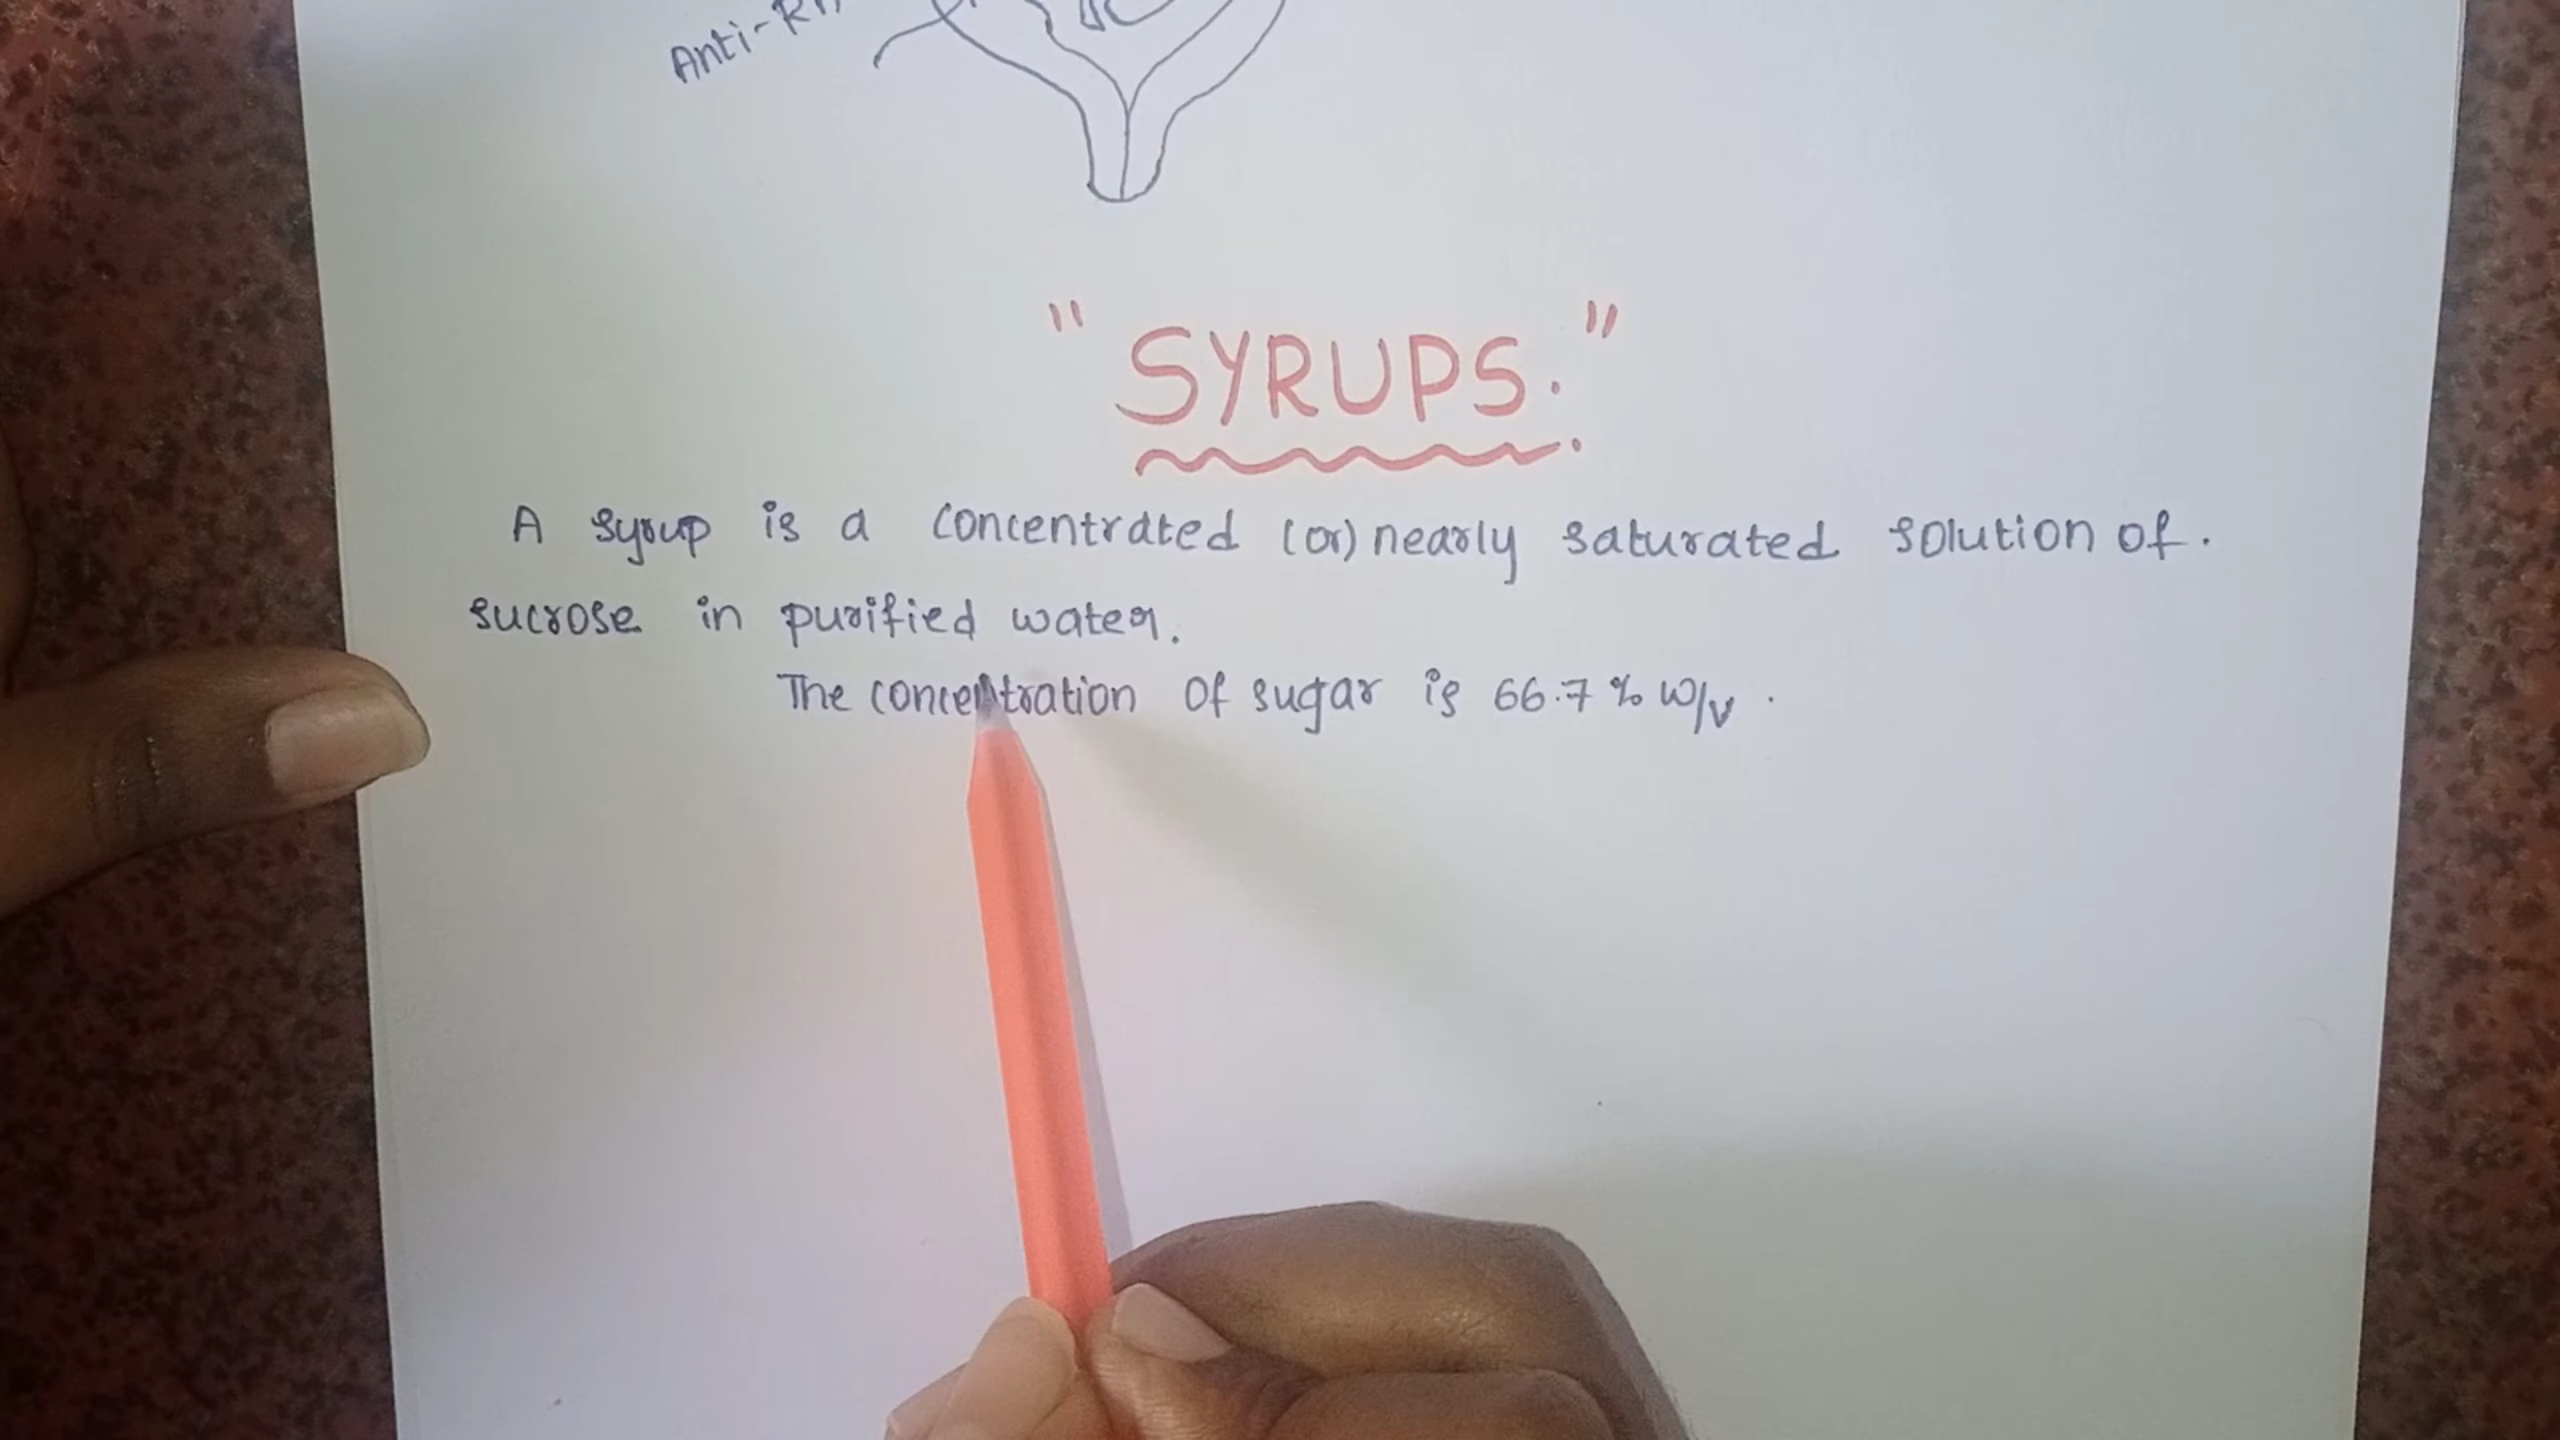 " SYRUPS. "
A syrup is a concentrated (or) nearly saturated solution of.
sucrose in purified water.
The concentration of sugar is 66.7 % W/V .